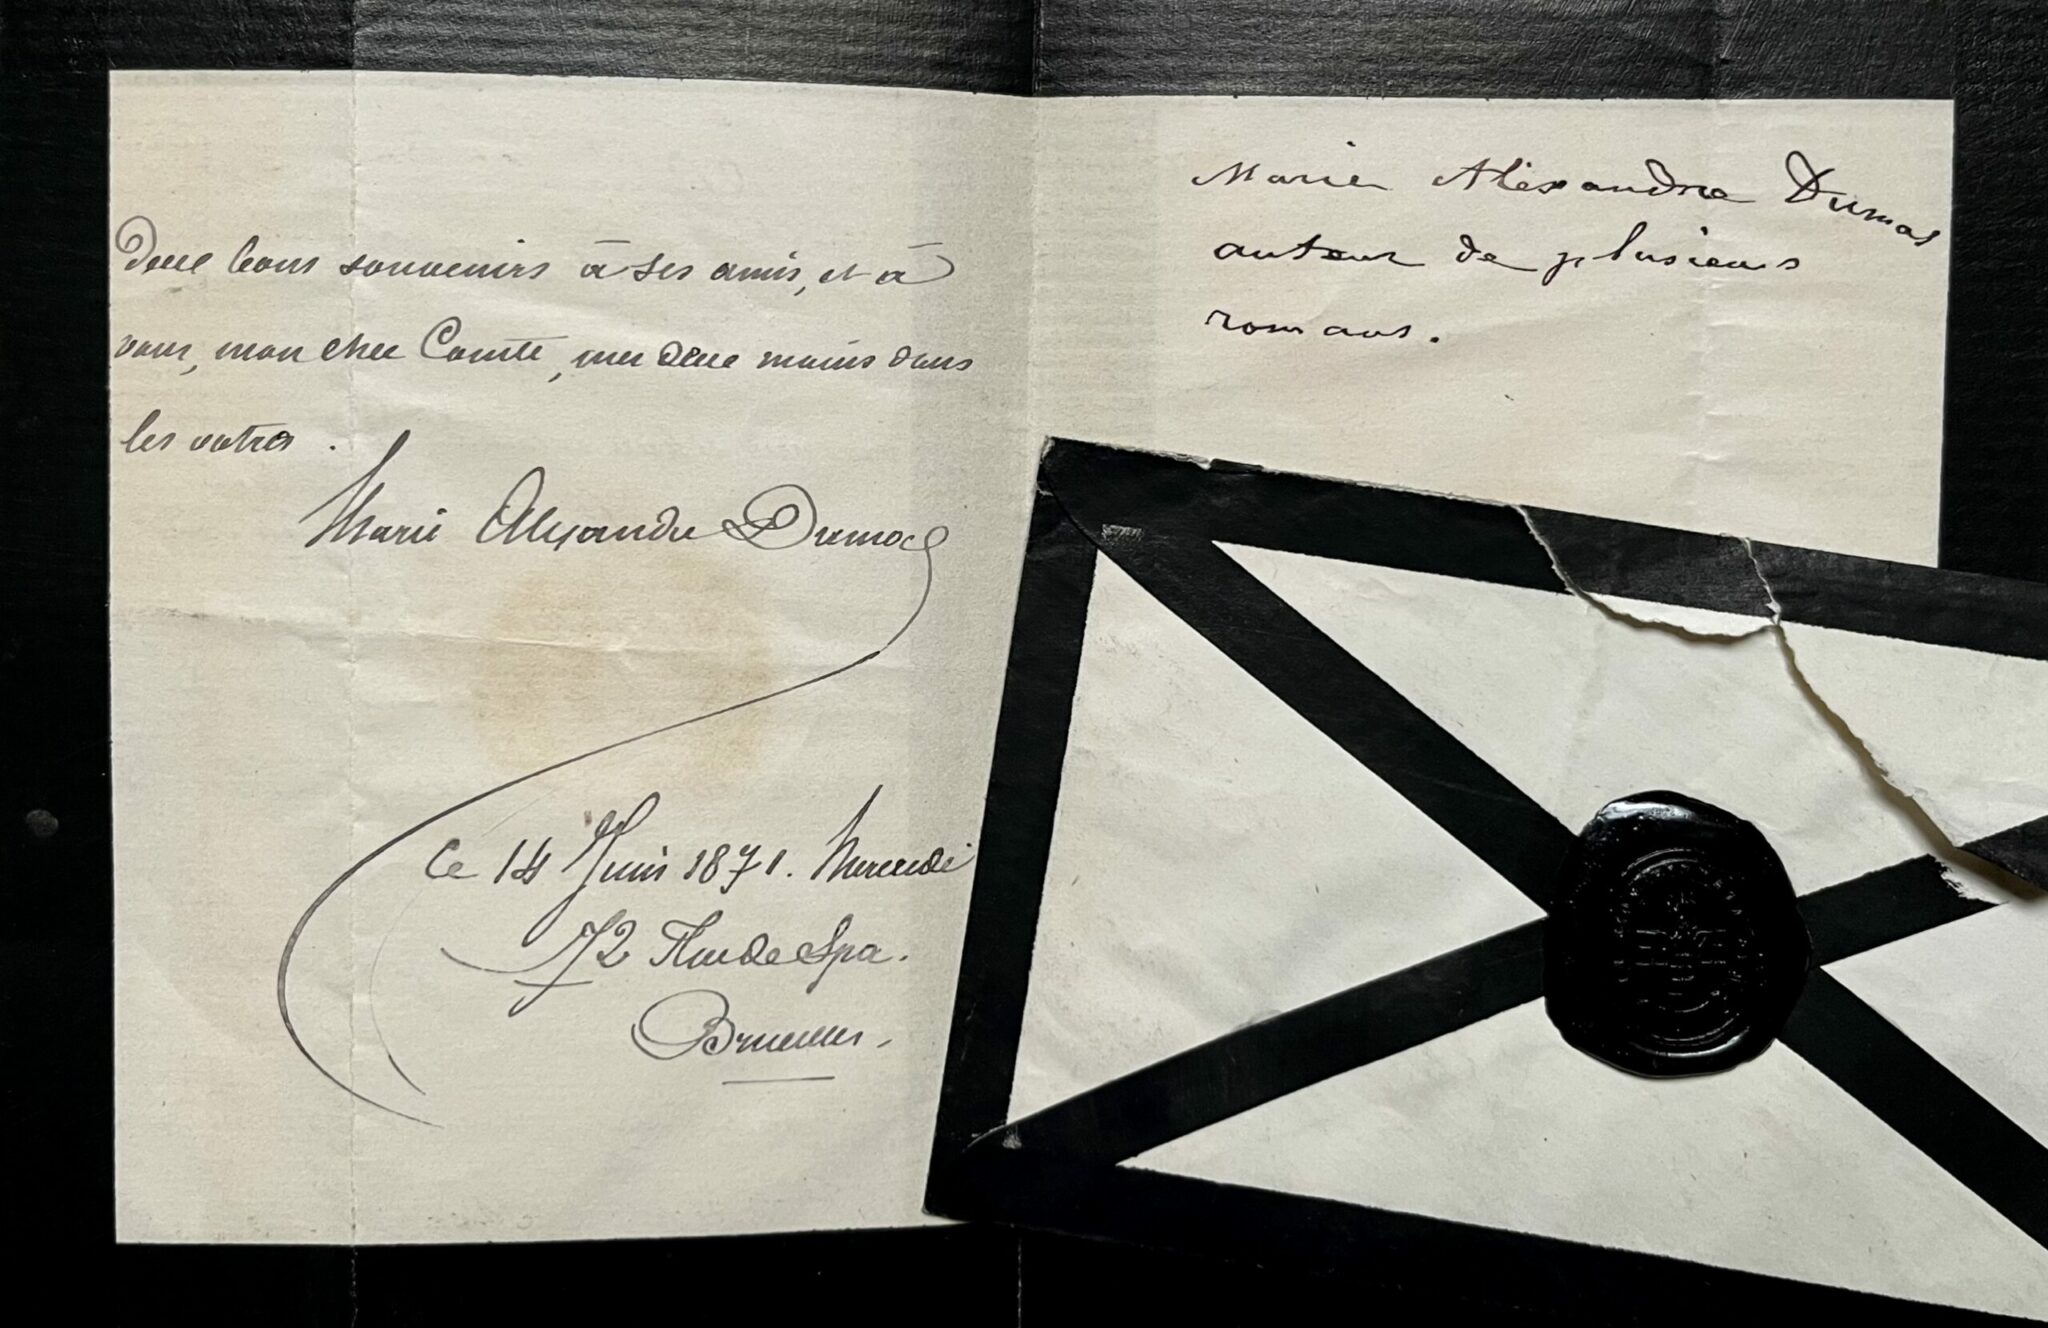 deux bons souvenirs à ses amis, et à
vous, mon cher Comte, mes deux mains dans
les votres.
Marie Alexandre Dumas
Ce 14 Juin 1871. Mercredi
72 Rue de Spa.
Bruxelles.
Marie Alexandre Dumas
auteur de plusieurs
romans.